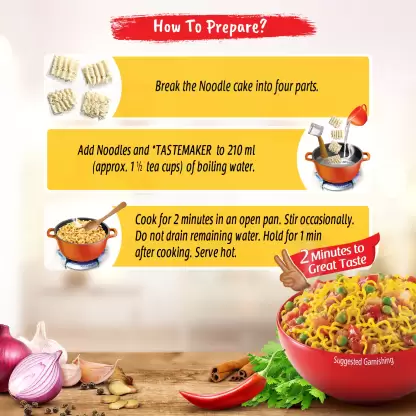 How To Prepare?
Break the Noodle cake into four parts.
Add Noodles and *TASTEMAKER to 210 ml
(approx. 1 ½ tea cups) of boiling water.
Cook for 2 minutes in an open pan. Stir occasionally.
Do not drain remaining water. Hold for 1 min
after cooking. Serve hot.
2 Minutes to
Great Taste
Suggested Garnishing